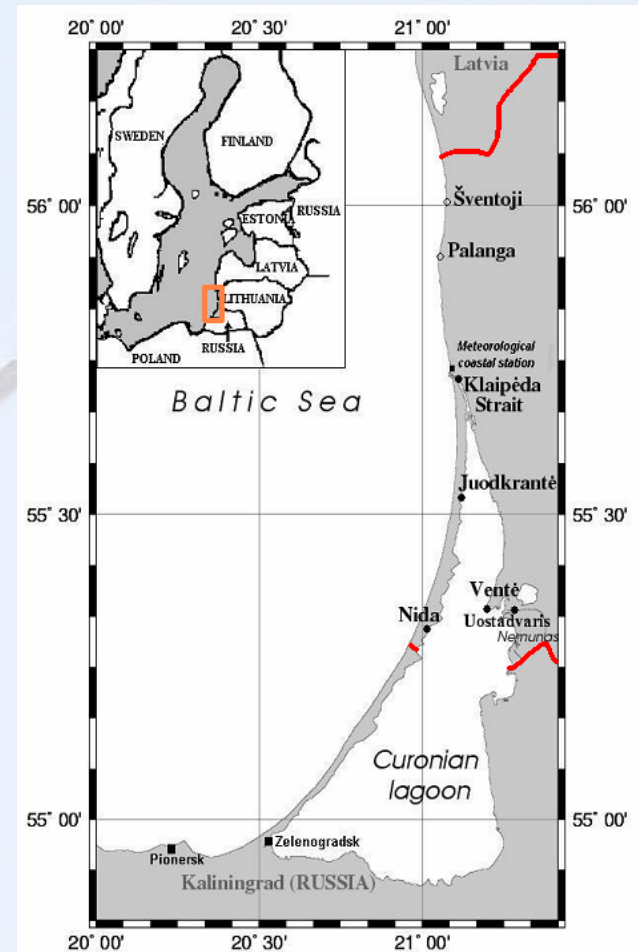 20° 00'
20° 30'
21° 00'
Latvia
SWEDEN
FINLAND
ESTONIA
RUSSIA
LATVIA
LITHUANIA
RUSSIA
POLAND
56° 00'
Šventoji
Palanga
Meteorological
coastal station
Klaipėda
Strait
Baltic Sea
Juodkrantė
55° 30'
55° 30'
Ventė
Nida
Uostadvaris
Nemunas
Curonian
lagoon
55° 00'
55° 00'
Zelenogradsk
Pionersk
Kaliningrad (RUSSIA)
20° 00'
20° 30'
21° 00'
56° 00'